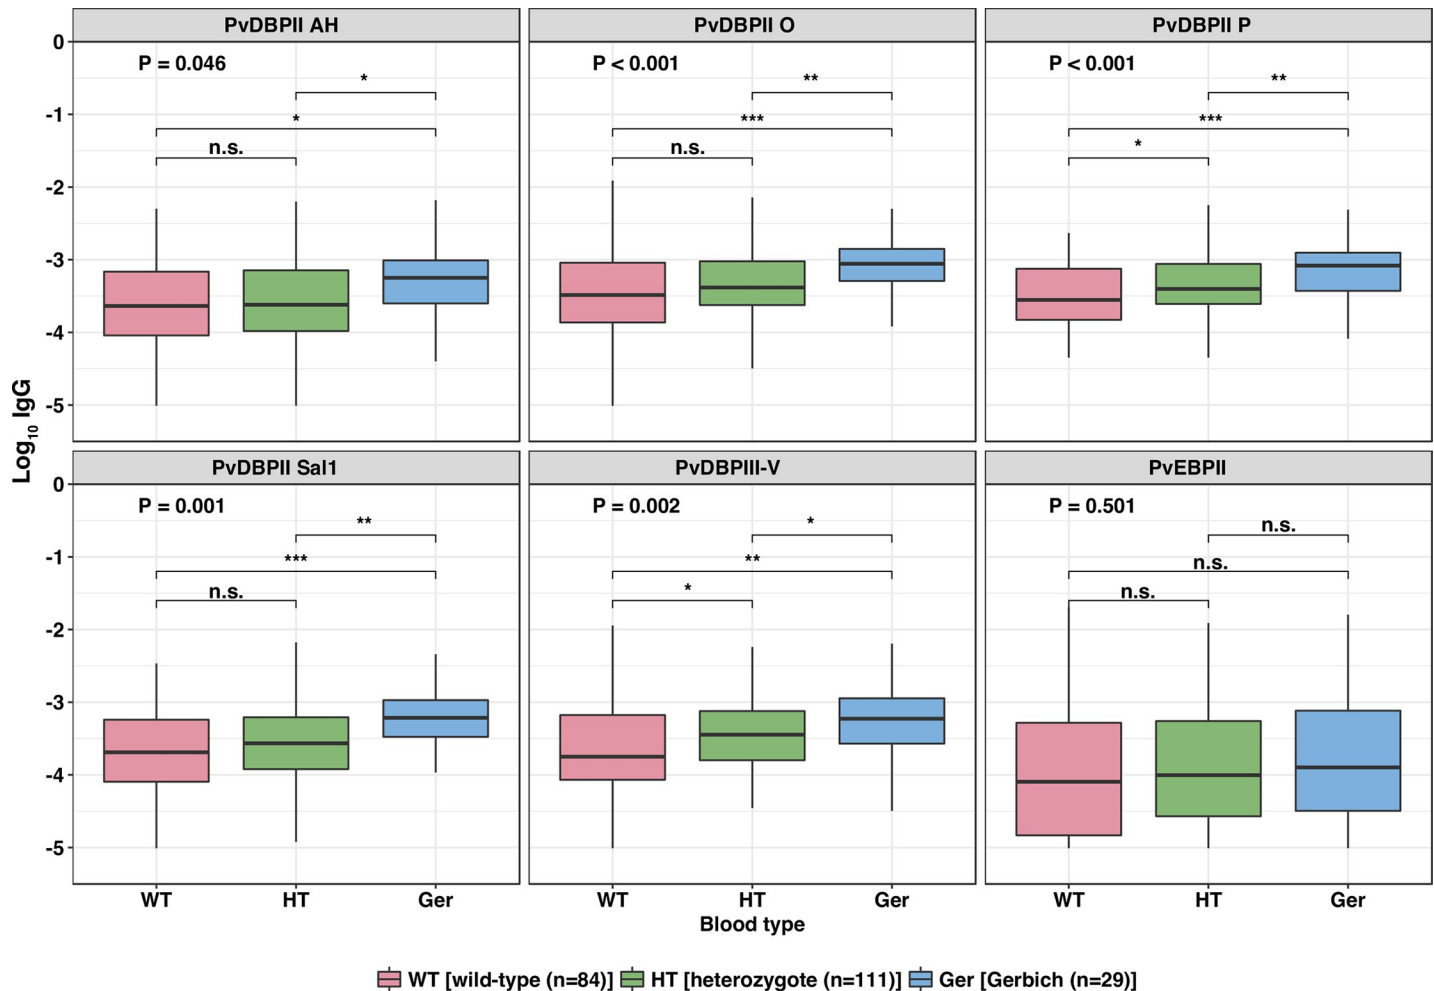 PvDBPII AH
PvDBPII O
PvDBPII P
P = 0.046
*
*
n.s.
P < 0.001
**
***
n.s.
P < 0.001
**
***
*
0
-1
-2
-3
-4
-5
Log10 IgG
PvDBPII Sal1
PvDBPIII-V
PvEBPII
P = 0.001
**
***
n.s.
P = 0.002
*
**
*
P = 0.501
n.s.
n.s.
n.s.
0
-1
-2
-3
-4
-5
WT HT Ger
WT HT Ger
WT HT Ger
Blood type
WT [wild-type (n=84)] HT [heterozygote (n=111)] Ger [Gerbich (n=29)]